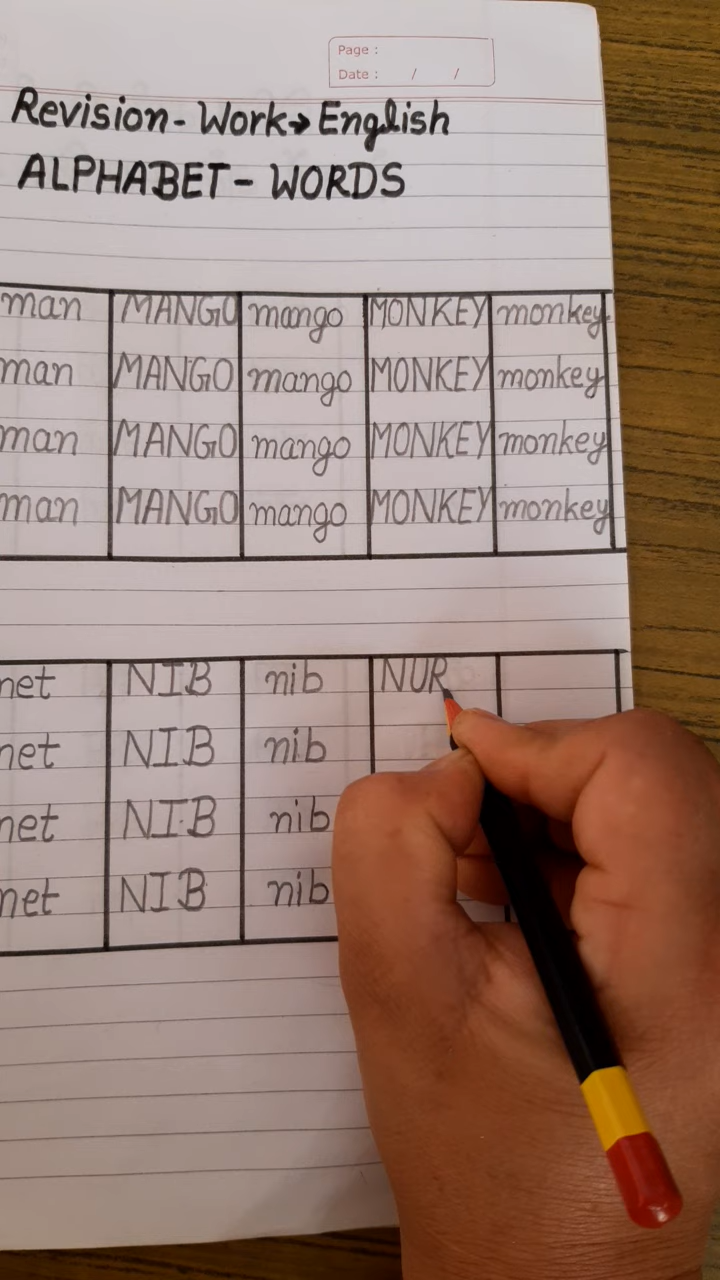 Page :
Date : / /
Revision - Work → English
ALPHABET - WORDS
man MANGO mango MONKEY monkey
man MANGO mango MONKEY monkey
man MANGO mango MONKEY monkey
man MANGO mango MONKEY monkey
net NIB nib NUR
net NIB nib
net NIB nib
net NIB nib